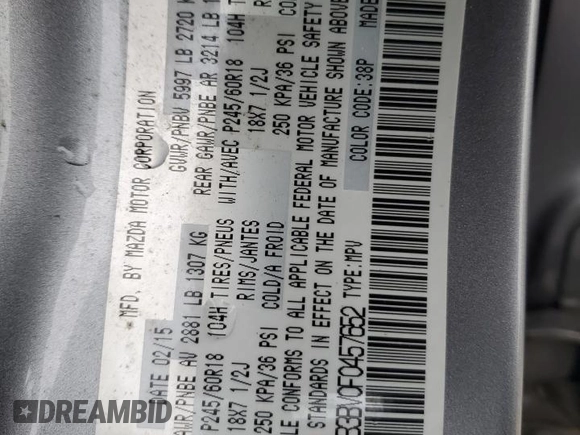 MFD. BY MAZDA MOTOR CORPORATION
DATE 02/15 GVWR/PNBV 5997 LB 2720
GAWR/PNBE AV 2881 LB 1307 KG REAR GAWR/PNBE AR 3214 LB
P245/60R18 104H TIRES/PNEUS WITH/AVEC P245/60R18 104H
18X7 1/2J RIMS/JANTES 18X7 1/2J
250 KPA/36 PSI COLD/A FROID 250 KPA/36 PSI
CONFORMS TO ALL APPLICABLE FEDERAL MOTOR VEHICLE SAFETY
STANDARDS IN EFFECT ON THE DATE OF MANUFACTURE SHOWN ABOVE
TYPE:MPV COLOR CODE:38P MADE
DREAM
BID.COM